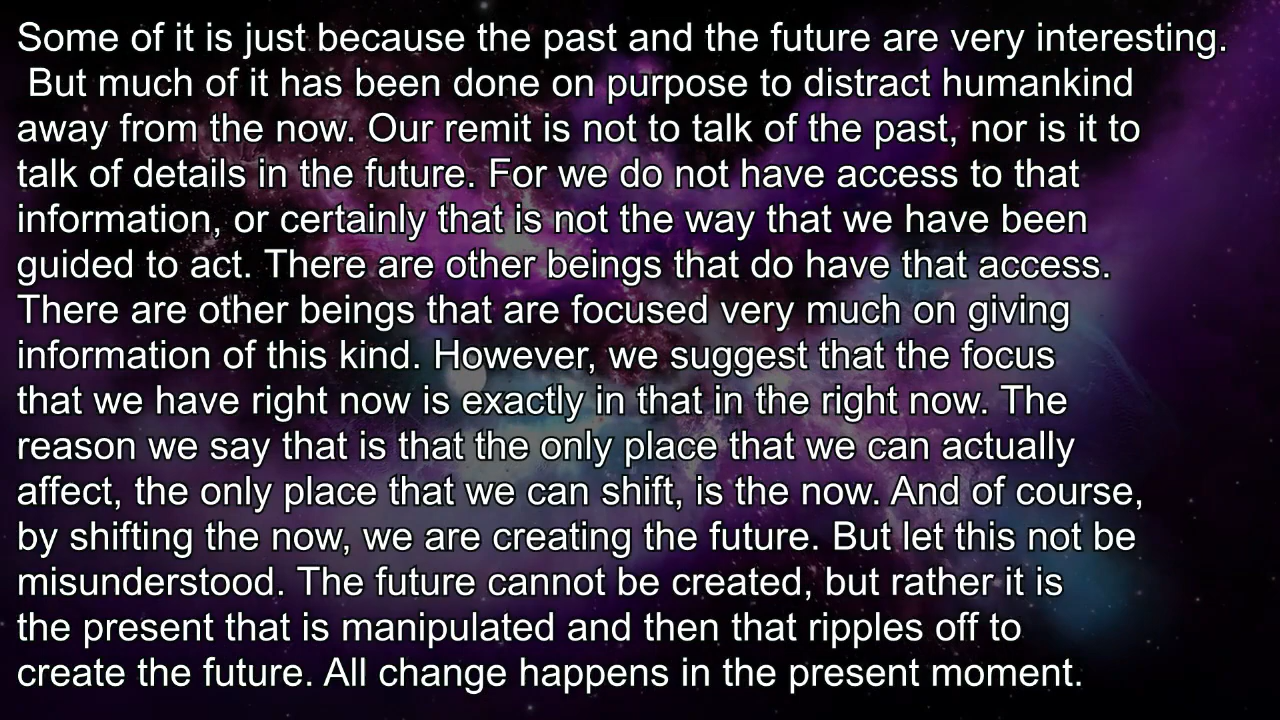 Some of it is just because the past and the future are very interesting.
But much of it has been done on purpose to distract humankind
away from the now. Our remit is not to talk of the past, nor is it to
talk of details in the future. For we do not have access to that
information, or certainly that is not the way that we have been
guided to act. There are other beings that do have that access.
There are other beings that are focused very much on giving
information of this kind. However, we suggest that the focus
that we have right now is exactly in that in the right now. The
reason we say that is that the only place that we can actually
affect, the only place that we can shift, is the now. And of course,
by shifting the now, we are creating the future. But let this not be
misunderstood. The future cannot be created, but rather it is
the present that is manipulated and then that ripples off to
create the future. All change happens in the present moment.